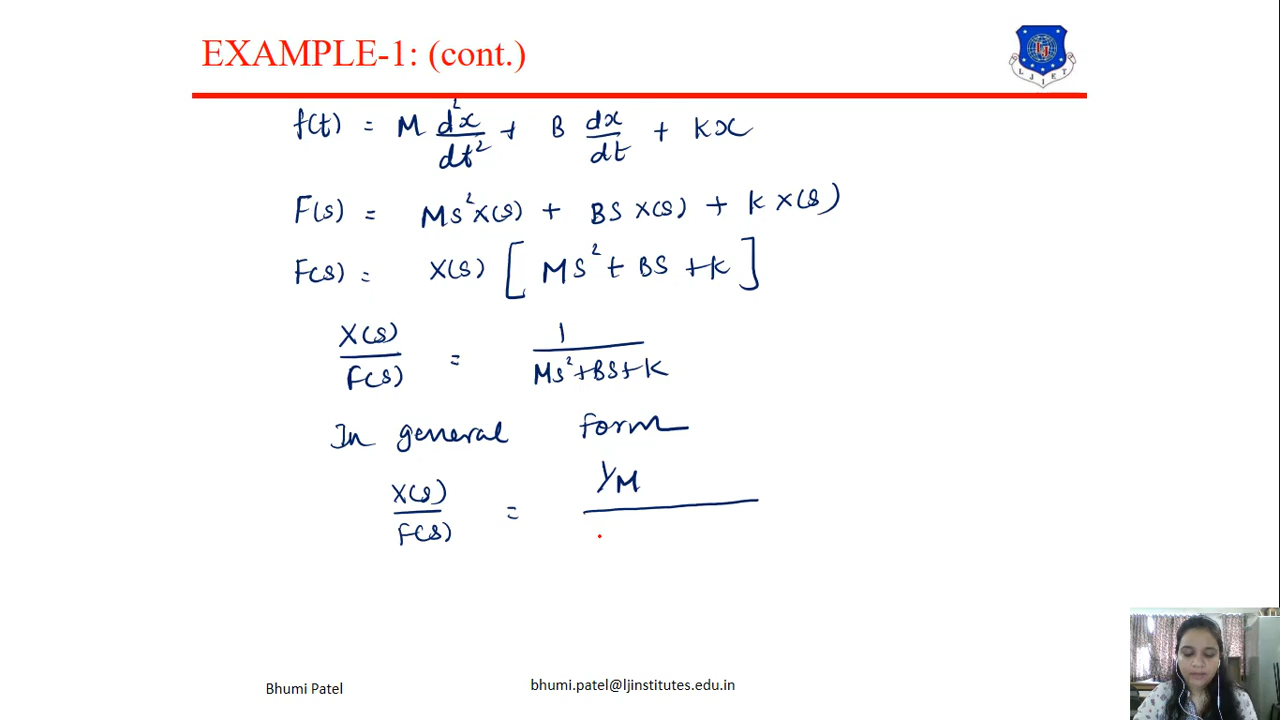 EXAMPLE-1: (cont.)
LJIET
f(t) = M d²x/dt² + B dx/dt + Kx
F(s) = MS²X(s) + BS X(s) + K X(s)
F(s) = X(s) [ MS² + BS + K ]
X(s)/F(s) = 1/(MS²+BS+K)
In general form
X(s)/F(s) = 1/M
Bhumi Patel
bhumi.patel@ljinstitutes.edu.in